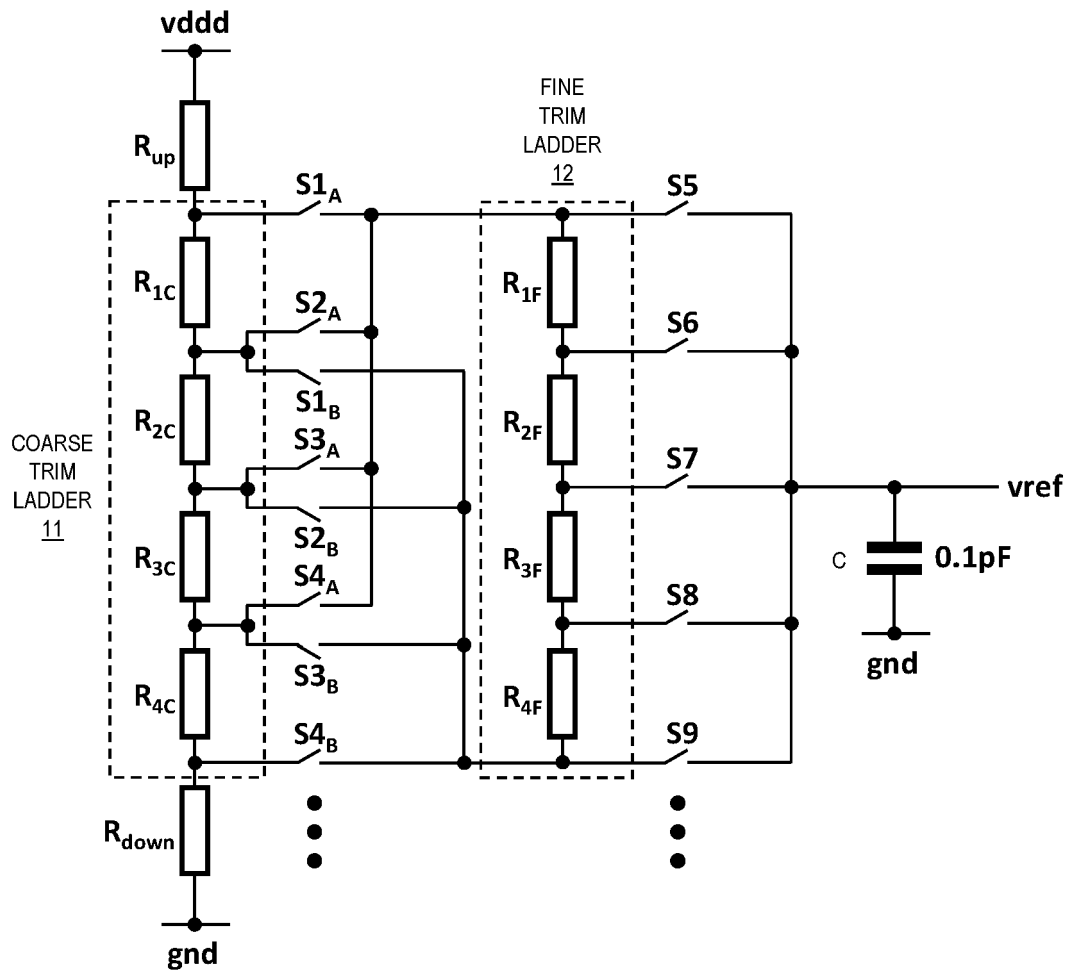 vddd
FINE
TRIM
LADDER
12
Rup
S1A
S5
R1C
S2A
R1F
S6
S1B
R2C
S3A
R2F
S7
COARSE
TRIM
LADDER
11
vref
S2B
R3C
S4A
R3F
S8
C
0.1pF
S3B
gnd
R4C
S4B
R4F
S9
Rdown
gnd